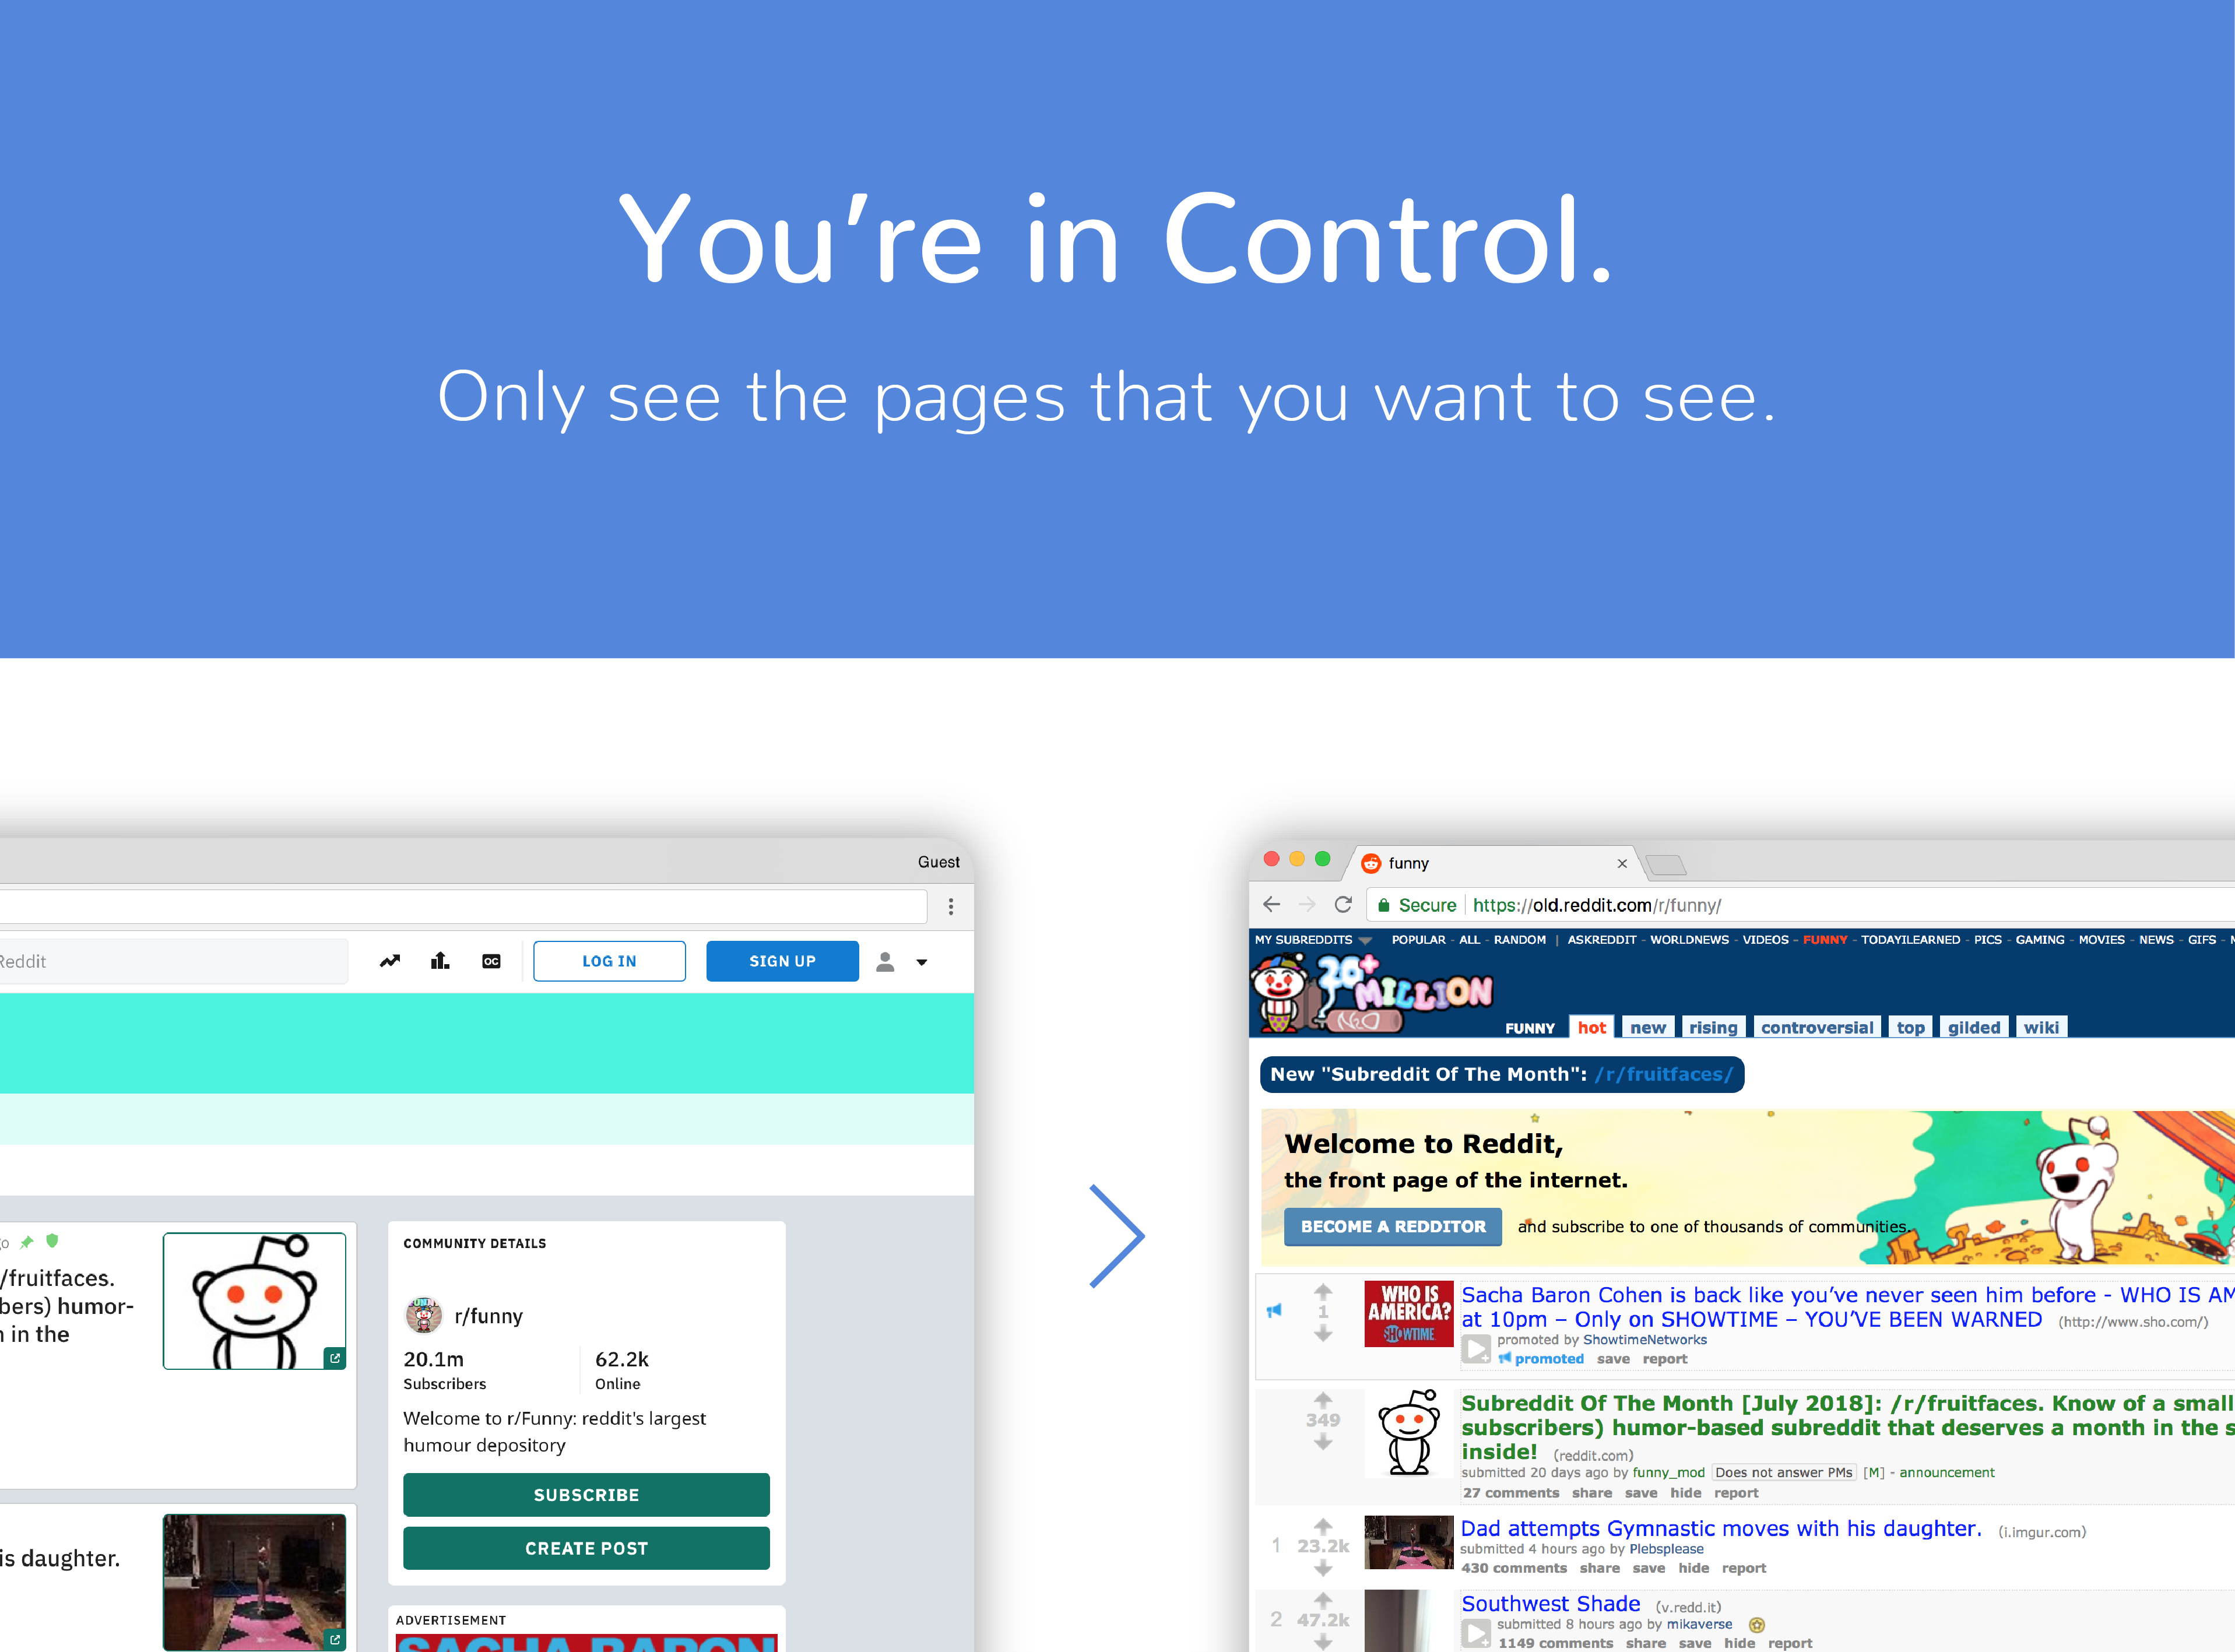 You're in Control.
Only see the pages that you want to see.
Guest
Reddit
OC
LOG IN
SIGN UP
go
/fruitfaces.
bers) humor-
n in the
is daughter.
COMMUNITY DETAILS
r/funny
20.1m
62.2k
Subscribers
Online
Welcome to r/Funny: reddit's largest
humour depository
SUBSCRIBE
CREATE POST
ADVERTISEMENT
SACHA BARON
funny
Secure
https://old.reddit.com/r/funny/
MY SUBREDDITS POPULAR - ALL - RANDOM | ASKREDDIT - WORLDNEWS - VIDEOS - FUNNY - TODAYILEARNED - PICS - GAMING - MOVIES - NEWS - GIFS -
20+
MILLION
N2O
FUNNY hot new rising controversial top gilded wiki
New "Subreddit Of The Month": /r/fruitfaces/
Welcome to Reddit,
the front page of the internet.
BECOME A REDDITOR and subscribe to one of thousands of communities.
1
WHO IS
AMERICA?
SHOWTIME
Sacha Baron Cohen is back like you've never seen him before - WHO IS AM
at 10pm – Only on SHOWTIME – YOU'VE BEEN WARNED (http://www.sho.com/)
promoted by ShowtimeNetworks
promoted save report
349
Subreddit Of The Month [July 2018]: /r/fruitfaces. Know of a small
subscribers) humor-based subreddit that deserves a month in the s
inside! (reddit.com)
submitted 20 days ago by funny_mod Does not answer PMs [M] - announcement
27 comments share save hide report
1 23.2k
Dad attempts Gymnastic moves with his daughter. (i.imgur.com)
submitted 4 hours ago by Plebsplease
430 comments share save hide report
2 47.2k
Southwest Shade (v.redd.it)
submitted 8 hours ago by mikaverse
1149 comments share save hide report